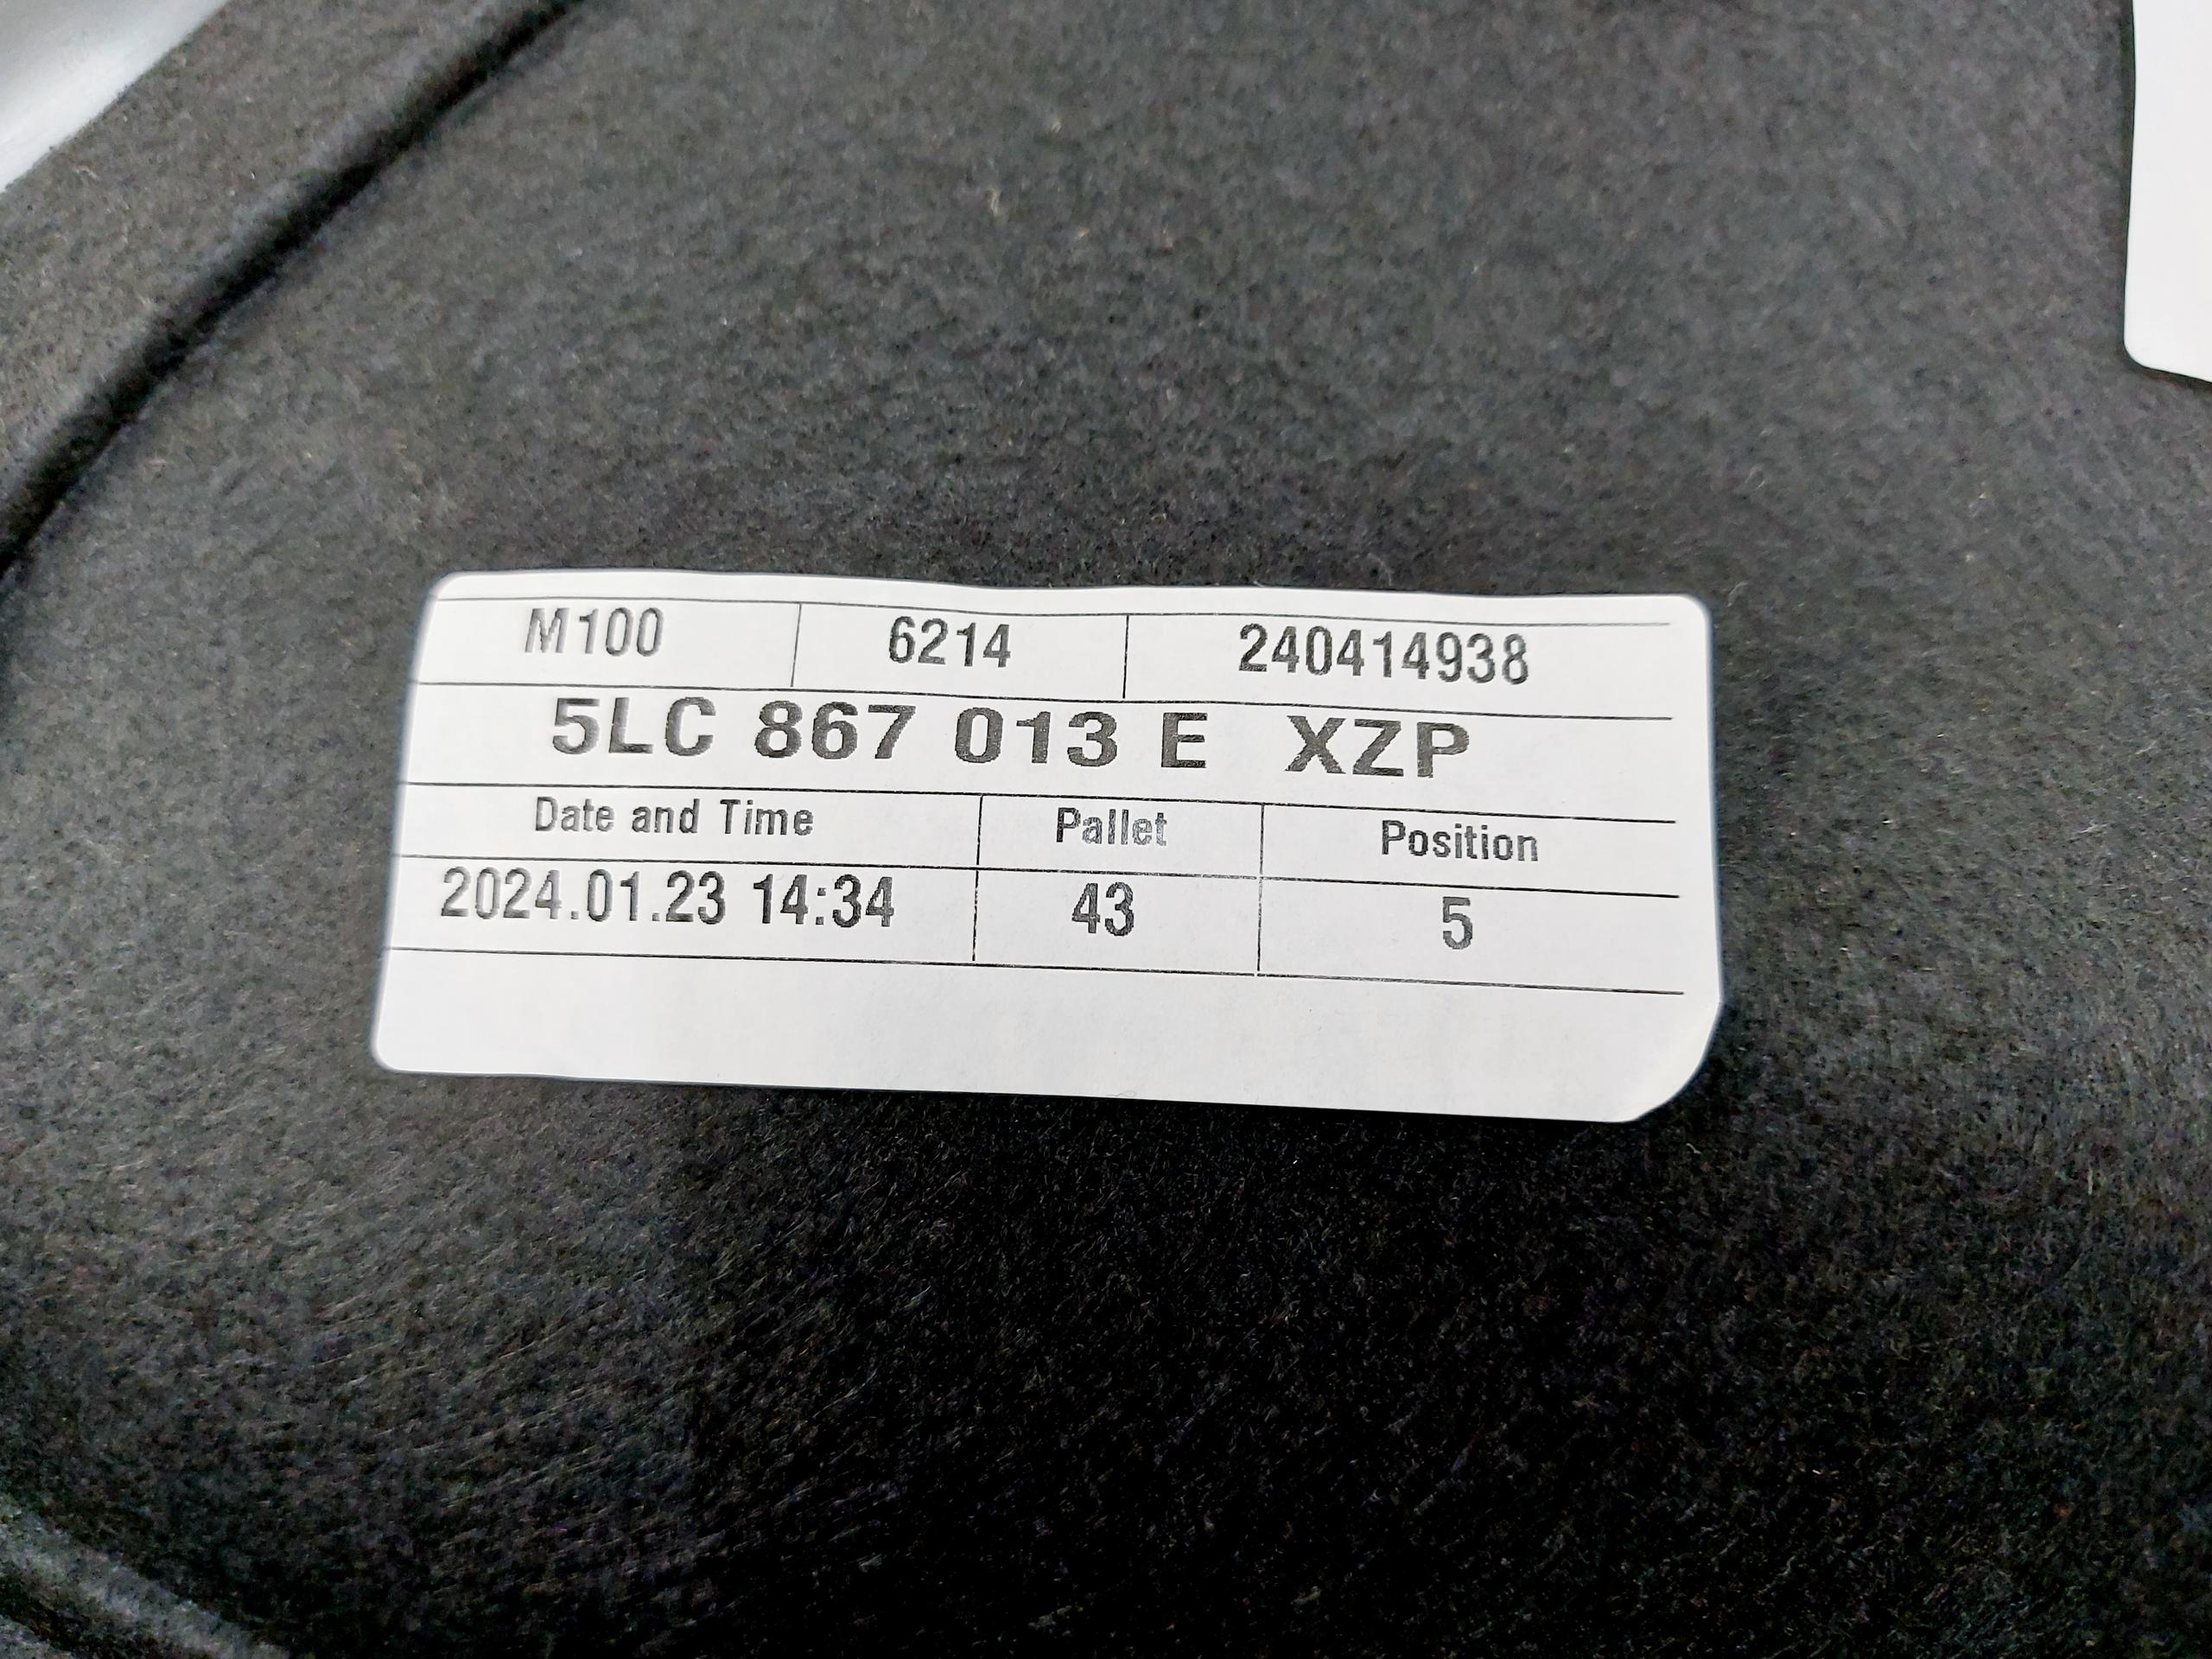 M100 6214 240414938
5LC 867 013 E XZP
Date and Time Pallet Position
2024.01.23 14:34 43 5